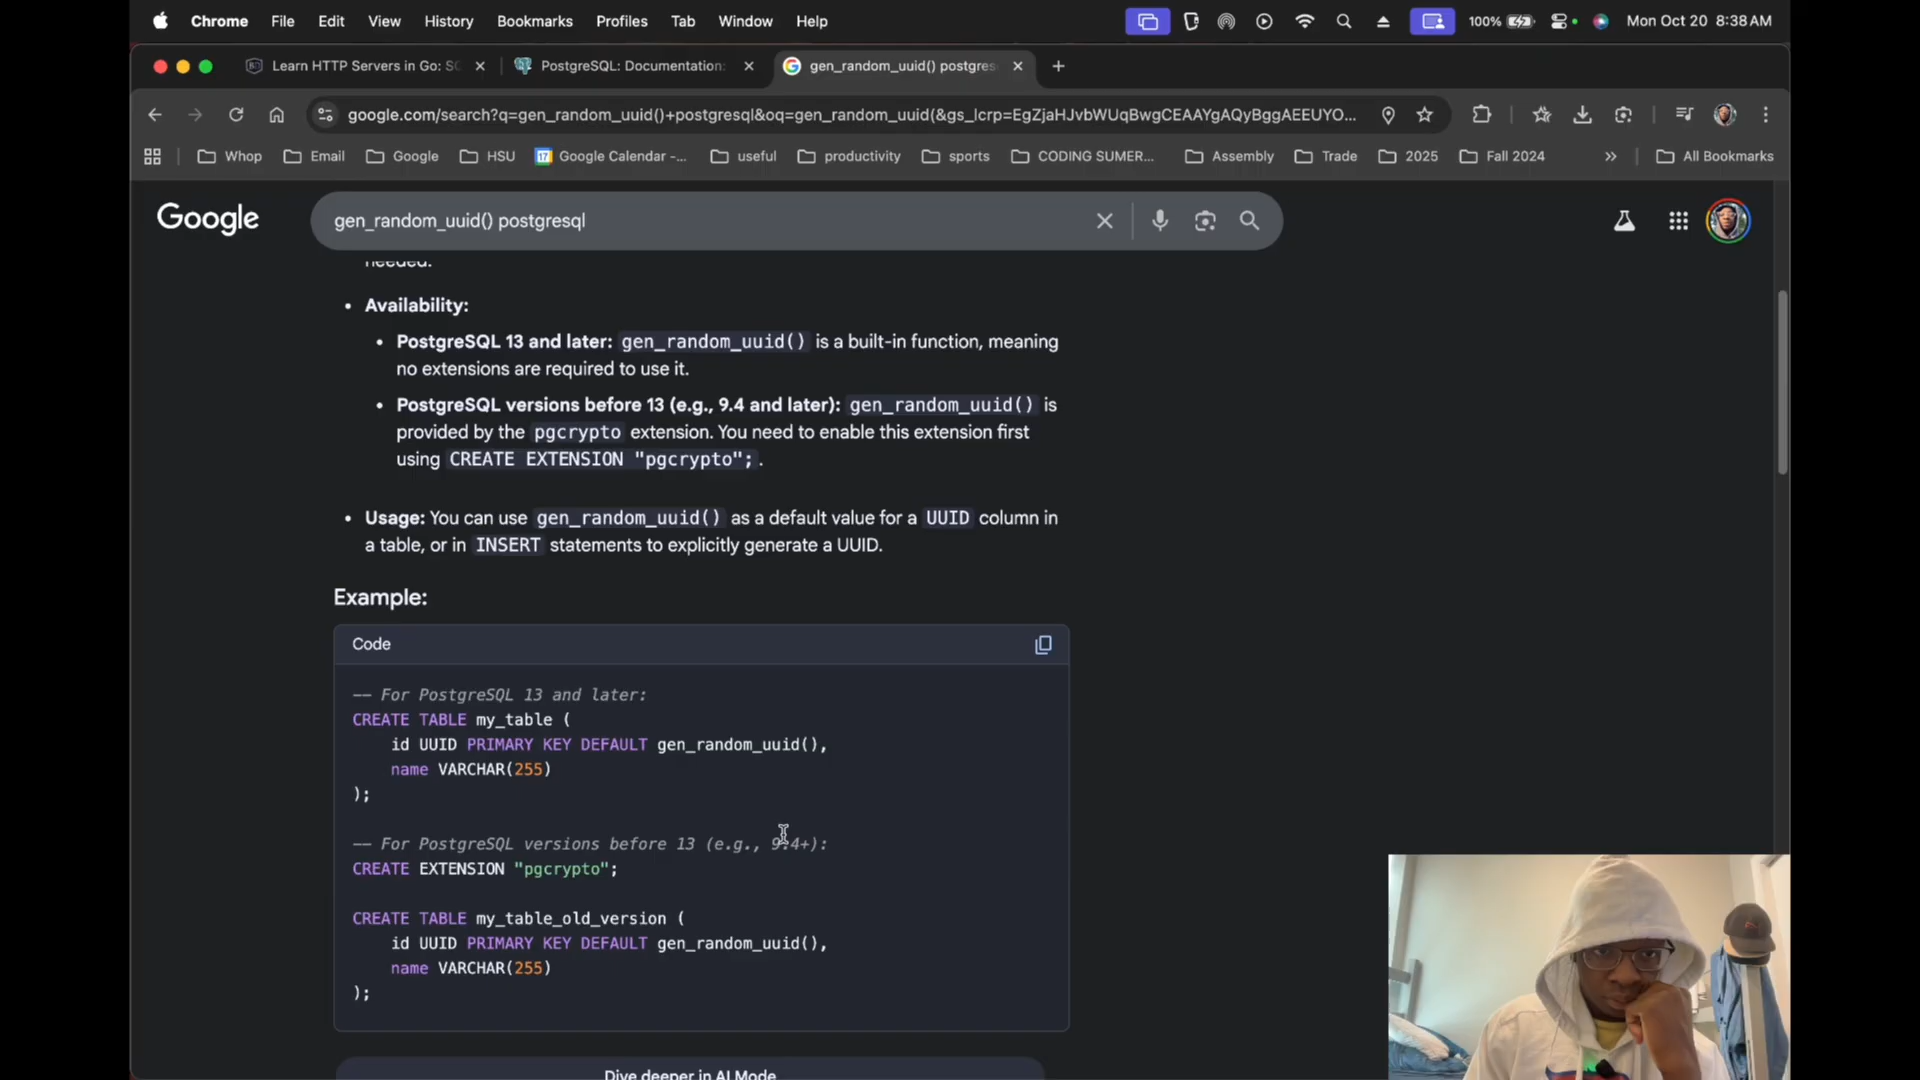 Chrome File Edit View History Bookmarks Profiles Tab Window Help 100% Mon Oct 20 8:38 AM
Learn HTTP Servers in Go: SC PostgreSQL: Documentation: gen_random_uuid() postgres
google.com/search?q=gen_random_uuid()+postgresql&oq=gen_random_uuid(&gs_lcrp=EgZjaHJvbWUqBwgCEAAYgAQyBggAEEUYO...
Whop Email Google HSU 17 Google Calendar -... useful productivity sports CODING SUMER... Assembly Trade 2025 Fall 2024 » All Bookmarks
Google gen_random_uuid() postgresql
needed.
• Availability:
• PostgreSQL 13 and later: gen_random_uuid() is a built-in function, meaning
no extensions are required to use it.
• PostgreSQL versions before 13 (e.g., 9.4 and later): gen_random_uuid() is
provided by the pgcrypto extension. You need to enable this extension first
using CREATE EXTENSION "pgcrypto"; .
• Usage: You can use gen_random_uuid() as a default value for a UUID column in
a table, or in INSERT statements to explicitly generate a UUID.
Example:
Code
-- For PostgreSQL 13 and later:
CREATE TABLE my_table (
id UUID PRIMARY KEY DEFAULT gen_random_uuid(),
name VARCHAR(255)
);
-- For PostgreSQL versions before 13 (e.g., 9.4+):
CREATE EXTENSION "pgcrypto";
CREATE TABLE my_table_old_version (
id UUID PRIMARY KEY DEFAULT gen_random_uuid(),
name VARCHAR(255)
);
Dive deeper in AI Mode